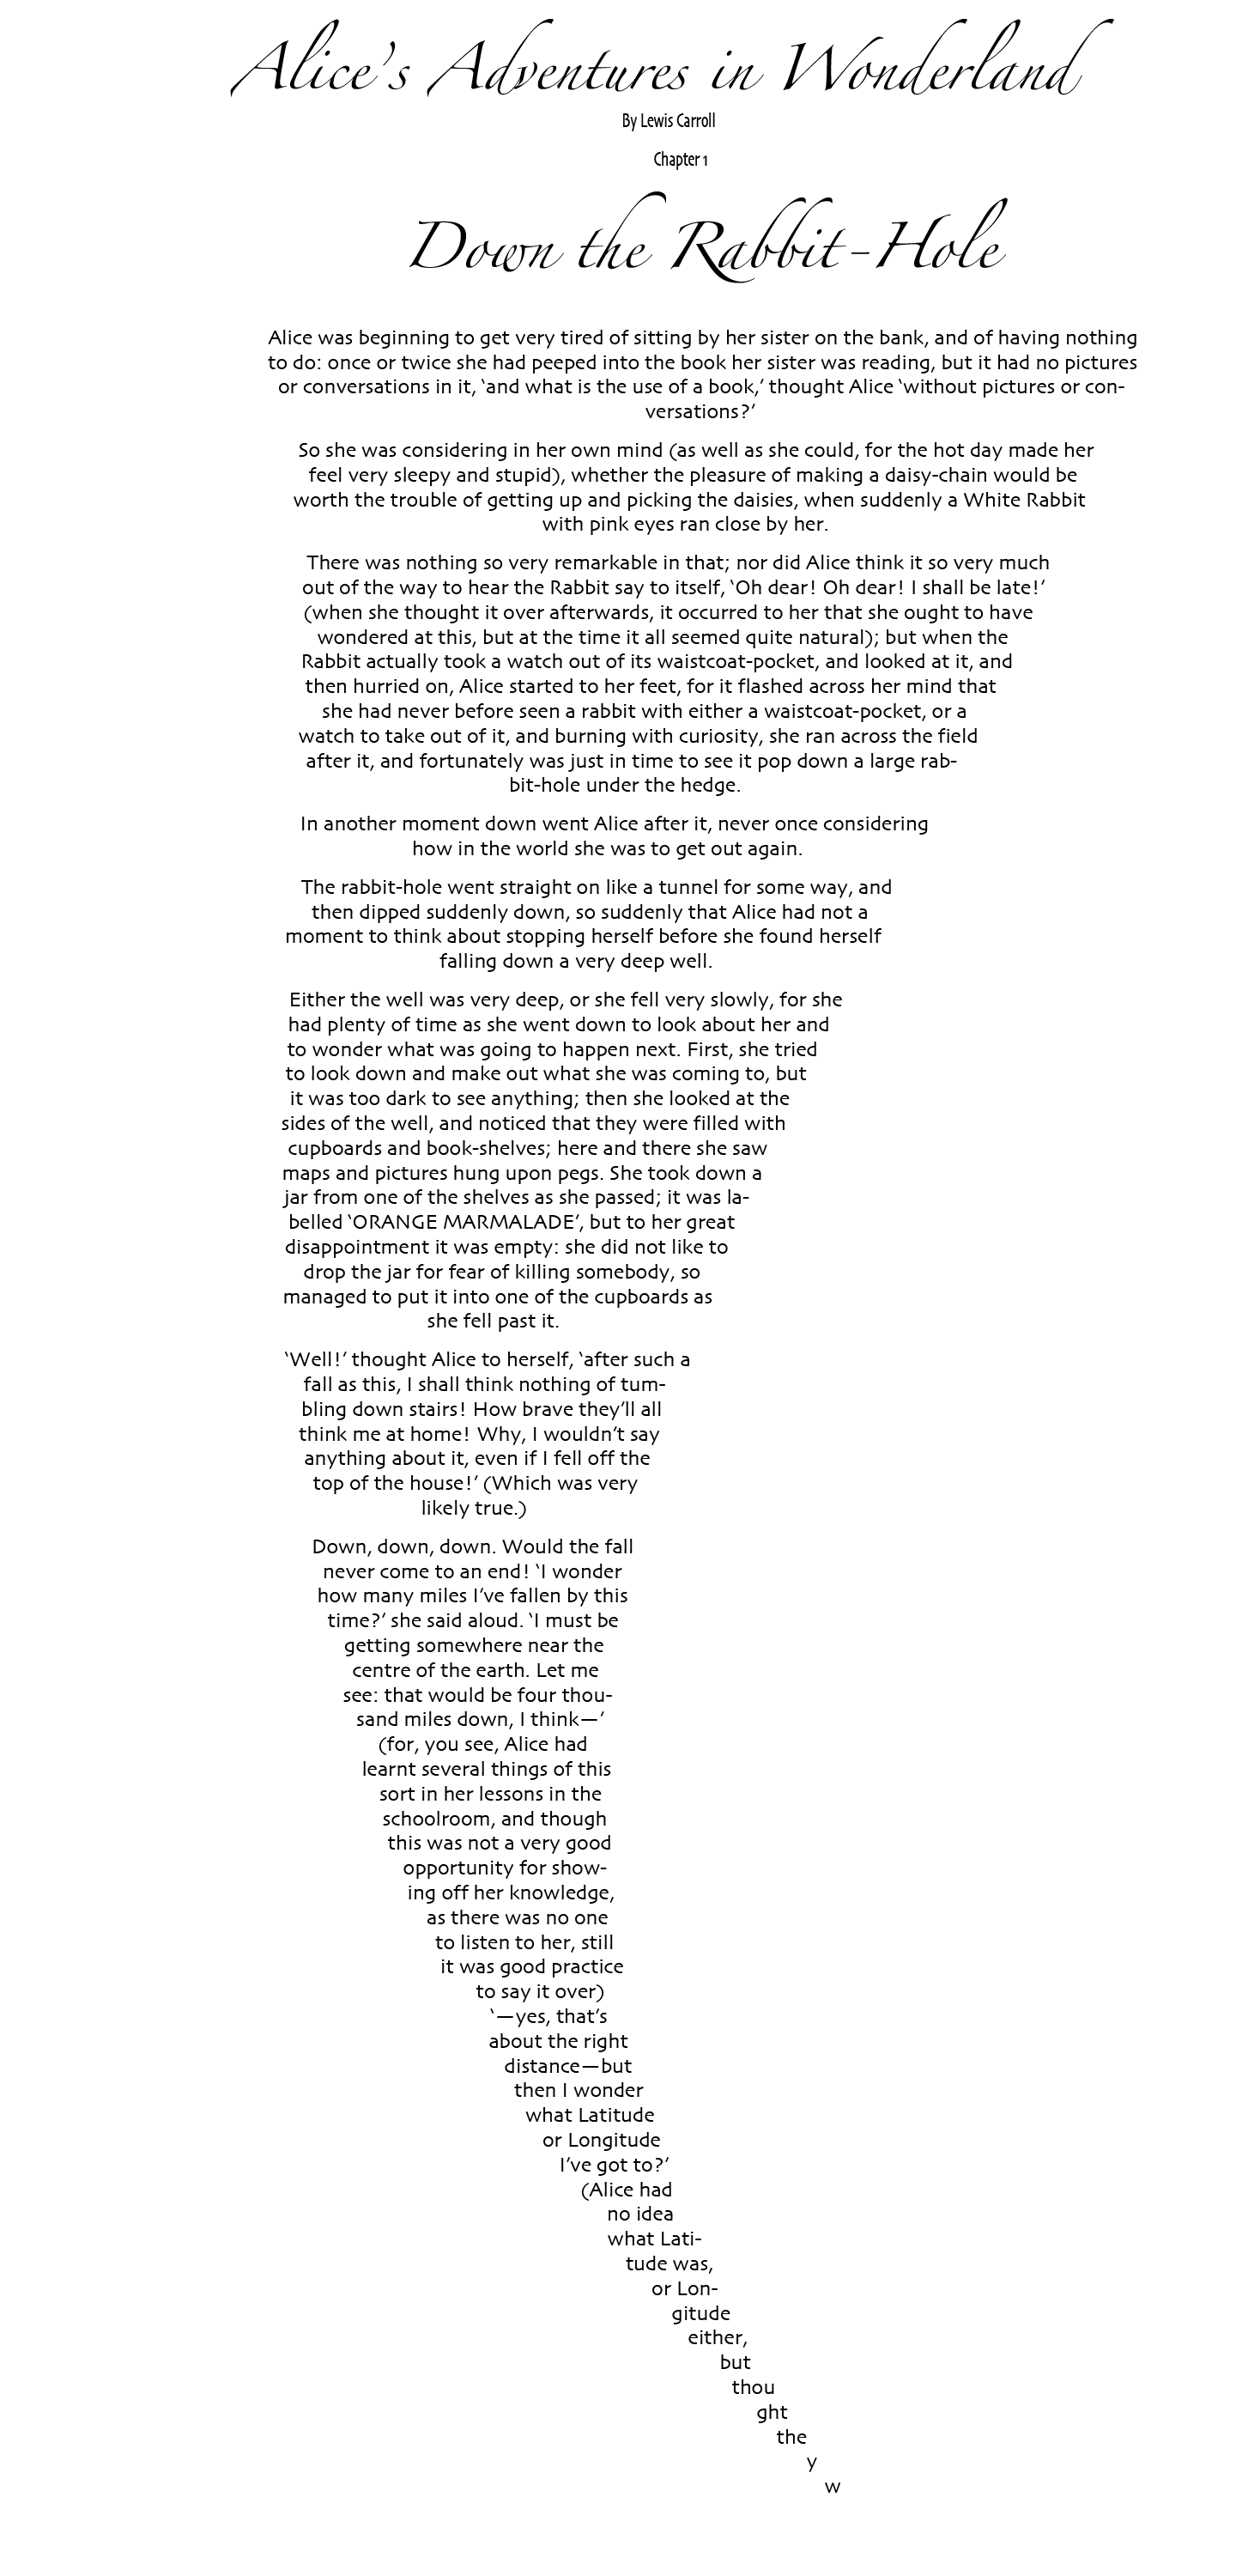 Alice's Adventures in Wonderland
By Lewis Carroll
Chapter 1
Down the Rabbit-Hole
Alice was beginning to get very tired of sitting by her sister on the bank, and of having nothing
to do: once or twice she had peeped into the book her sister was reading, but it had no pictures
or conversations in it, ‘and what is the use of a book,’ thought Alice ‘without pictures or con-
versations?’
So she was considering in her own mind (as well as she could, for the hot day made her
feel very sleepy and stupid), whether the pleasure of making a daisy-chain would be
worth the trouble of getting up and picking the daisies, when suddenly a White Rabbit
with pink eyes ran close by her.
There was nothing so very remarkable in that; nor did Alice think it so very much
out of the way to hear the Rabbit say to itself, ‘Oh dear! Oh dear! I shall be late!’
(when she thought it over afterwards, it occurred to her that she ought to have
wondered at this, but at the time it all seemed quite natural); but when the
Rabbit actually took a watch out of its waistcoat-pocket, and looked at it, and
then hurried on, Alice started to her feet, for it flashed across her mind that
she had never before seen a rabbit with either a waistcoat-pocket, or a
watch to take out of it, and burning with curiosity, she ran across the field
after it, and fortunately was just in time to see it pop down a large rab-
bit-hole under the hedge.
In another moment down went Alice after it, never once considering
how in the world she was to get out again.
The rabbit-hole went straight on like a tunnel for some way, and
then dipped suddenly down, so suddenly that Alice had not a
moment to think about stopping herself before she found herself
falling down a very deep well.
Either the well was very deep, or she fell very slowly, for she
had plenty of time as she went down to look about her and
to wonder what was going to happen next. First, she tried
to look down and make out what she was coming to, but
it was too dark to see anything; then she looked at the
sides of the well, and noticed that they were filled with
cupboards and book-shelves; here and there she saw
maps and pictures hung upon pegs. She took down a
jar from one of the shelves as she passed; it was la-
belled ‘ORANGE MARMALADE’, but to her great
disappointment it was empty: she did not like to
drop the jar for fear of killing somebody, so
managed to put it into one of the cupboards as
she fell past it.
‘Well!’ thought Alice to herself, ‘after such a
fall as this, I shall think nothing of tum-
bling down stairs! How brave they’ll all
think me at home! Why, I wouldn’t say
anything about it, even if I fell off the
top of the house!’ (Which was very
likely true.)
Down, down, down. Would the fall
never come to an end! ‘I wonder
how many miles I’ve fallen by this
time?’ she said aloud. ‘I must be
getting somewhere near the
centre of the earth. Let me
see: that would be four thou-
sand miles down, I think—’
(for, you see, Alice had
learnt several things of this
sort in her lessons in the
schoolroom, and though
this was not a very good
opportunity for show-
ing off her knowledge,
as there was no one
to listen to her, still
it was good practice
to say it over)
‘—yes, that’s
about the right
distance—but
then I wonder
what Latitude
or Longitude
I’ve got to?’
(Alice had
no idea
what Lati-
tude was,
or Lon-
gitude
either,
but
thou
ght
the
y
w